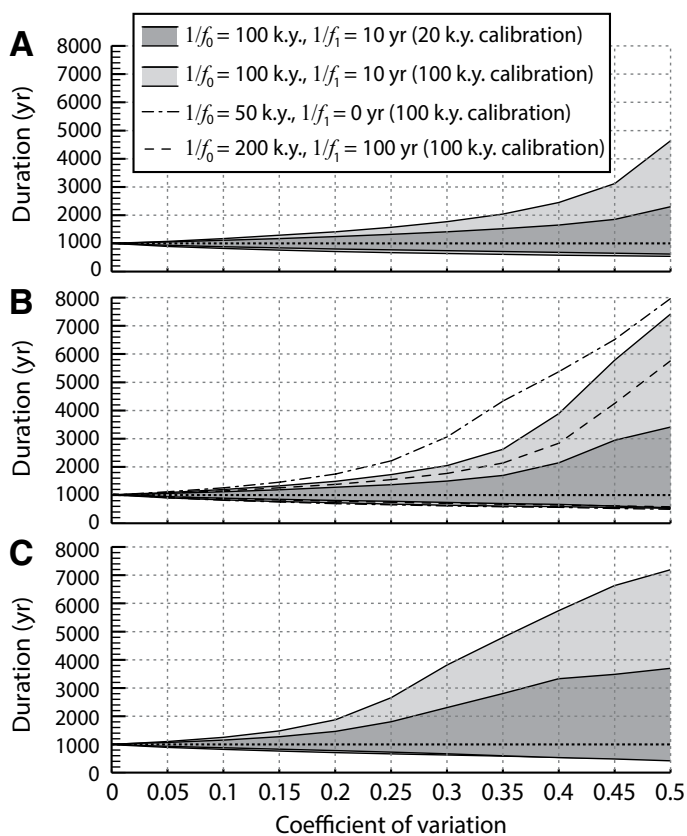 A
1/f0 = 100 k.y., 1/f1 = 10 yr (20 k.y. calibration)
1/f0 = 100 k.y., 1/f1 = 10 yr (100 k.y. calibration)
1/f0 = 50 k.y., 1/f1 = 0 yr (100 k.y. calibration)
1/f0 = 200 k.y., 1/f1 = 100 yr (100 k.y. calibration)
Duration (yr)
8000
7000
6000
5000
4000
3000
2000
1000
0
B
Duration (yr)
8000
7000
6000
5000
4000
3000
2000
1000
0
C
Duration (yr)
8000
7000
6000
5000
4000
3000
2000
1000
0
0 0.05 0.1 0.15 0.2 0.25 0.3 0.35 0.4 0.45 0.5
Coefficient of variation